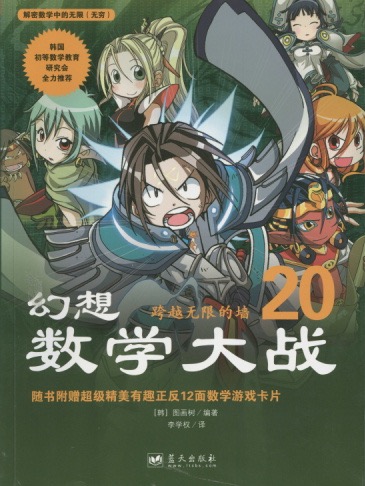 解密数学中的无限(无穷)
韩国
初等数学教育
研究会
全力推荐
幻想
跨越无限的墙
20
数学大战
随书附赠超级精美有趣正反12面数学游戏卡片
[韩] 图画树 / 编著
李学权 / 译
蓝天出版社